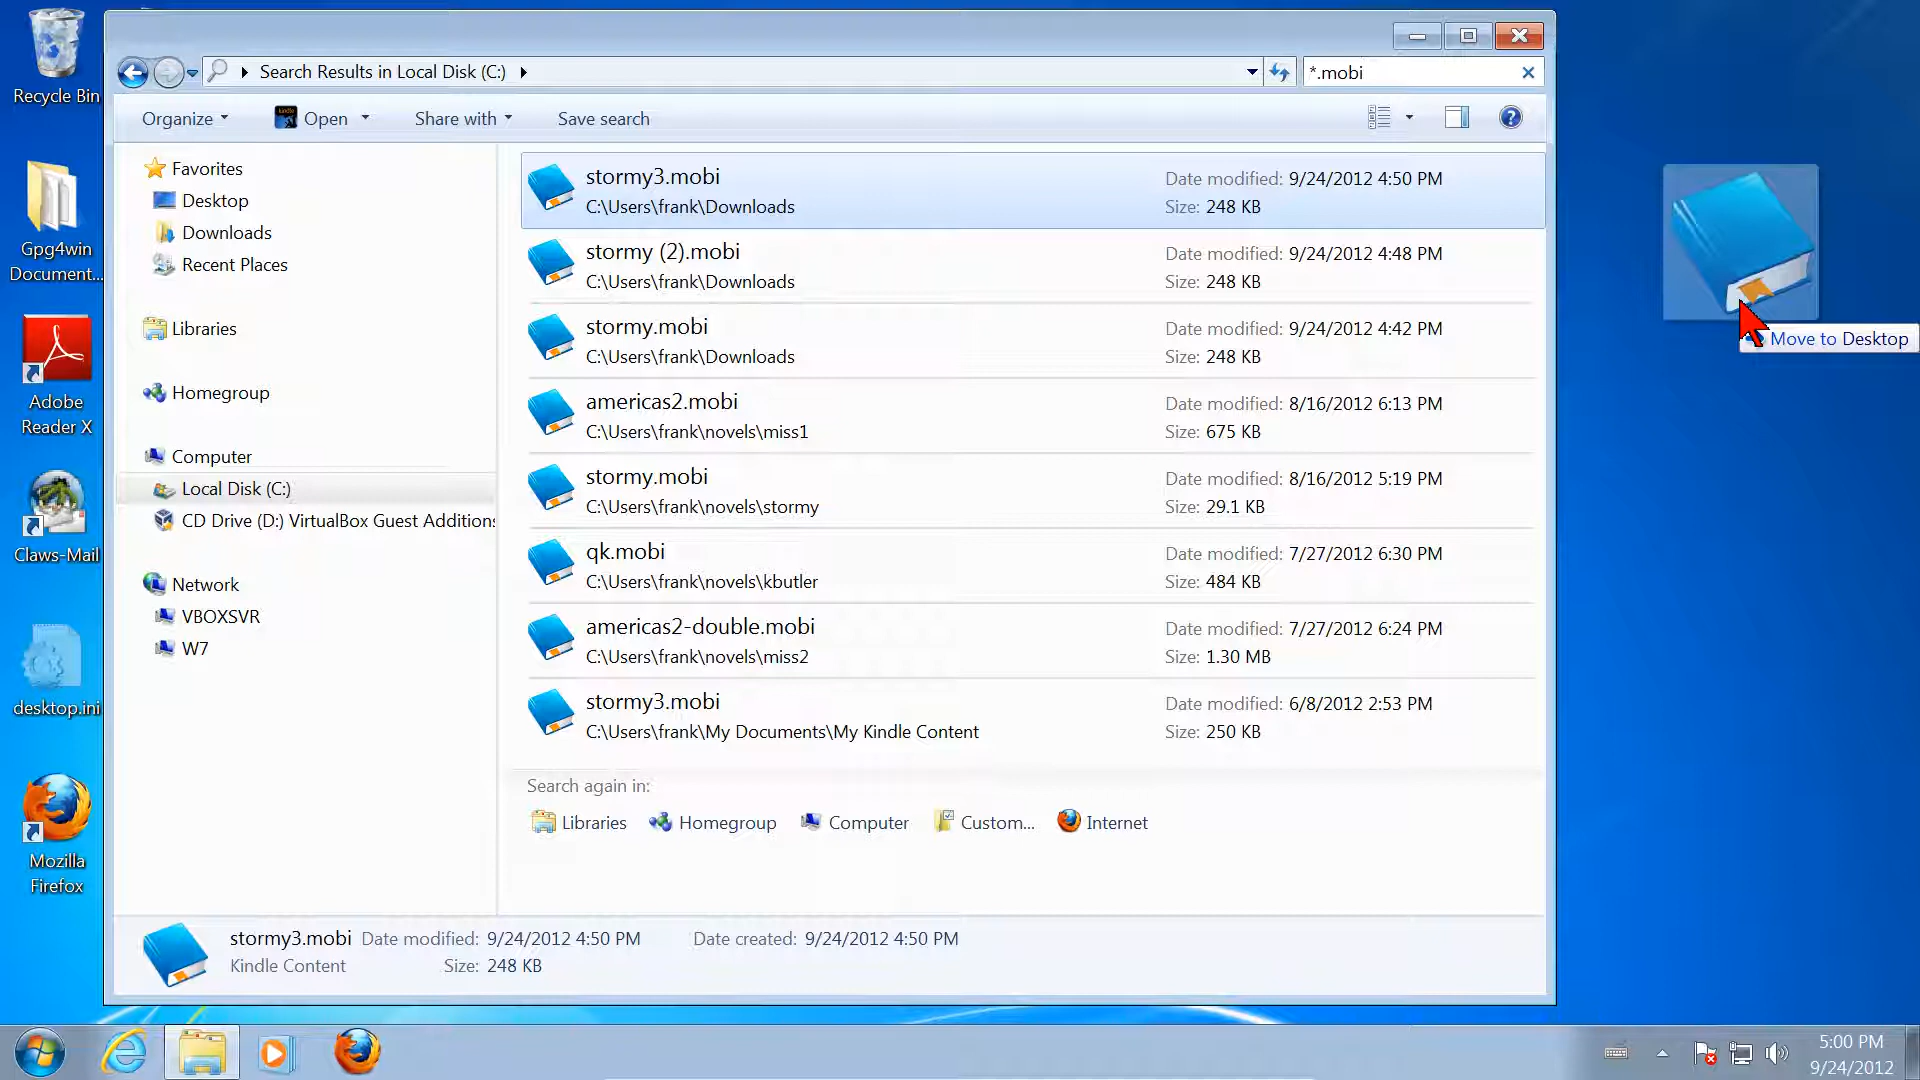 Recycle Bin
Gpg4win
Document...
Adobe
Reader X
Claws-Mail
desktop.ini
Mozilla
Firefox
Search Results in Local Disk (C:)
*.mobi
Organize
Open
Share with
Save search
Favorites
Desktop
Downloads
Recent Places
Libraries
Homegroup
Computer
Local Disk (C:)
CD Drive (D:) VirtualBox Guest Additions
Network
VBOXSVR
W7
stormy3.mobi
Date modified: 9/24/2012 4:50 PM
C:\Users\frank\Downloads
Size: 248 KB
stormy (2).mobi
Date modified: 9/24/2012 4:48 PM
C:\Users\frank\Downloads
Size: 248 KB
stormy.mobi
Date modified: 9/24/2012 4:42 PM
C:\Users\frank\Downloads
Size: 248 KB
americas2.mobi
Date modified: 8/16/2012 6:13 PM
C:\Users\frank\novels\miss1
Size: 675 KB
stormy.mobi
Date modified: 8/16/2012 5:19 PM
C:\Users\frank\novels\stormy
Size: 29.1 KB
qk.mobi
Date modified: 7/27/2012 6:30 PM
C:\Users\frank\novels\kbutler
Size: 484 KB
americas2-double.mobi
Date modified: 7/27/2012 6:24 PM
C:\Users\frank\novels\miss2
Size: 1.30 MB
stormy3.mobi
Date modified: 6/8/2012 2:53 PM
C:\Users\frank\My Documents\My Kindle Content
Size: 250 KB
Search again in:
Libraries
Homegroup
Computer
Custom...
Internet
stormy3.mobi Date modified: 9/24/2012 4:50 PM Date created: 9/24/2012 4:50 PM
Kindle Content Size: 248 KB
Move to Desktop
5:00 PM
9/24/2012